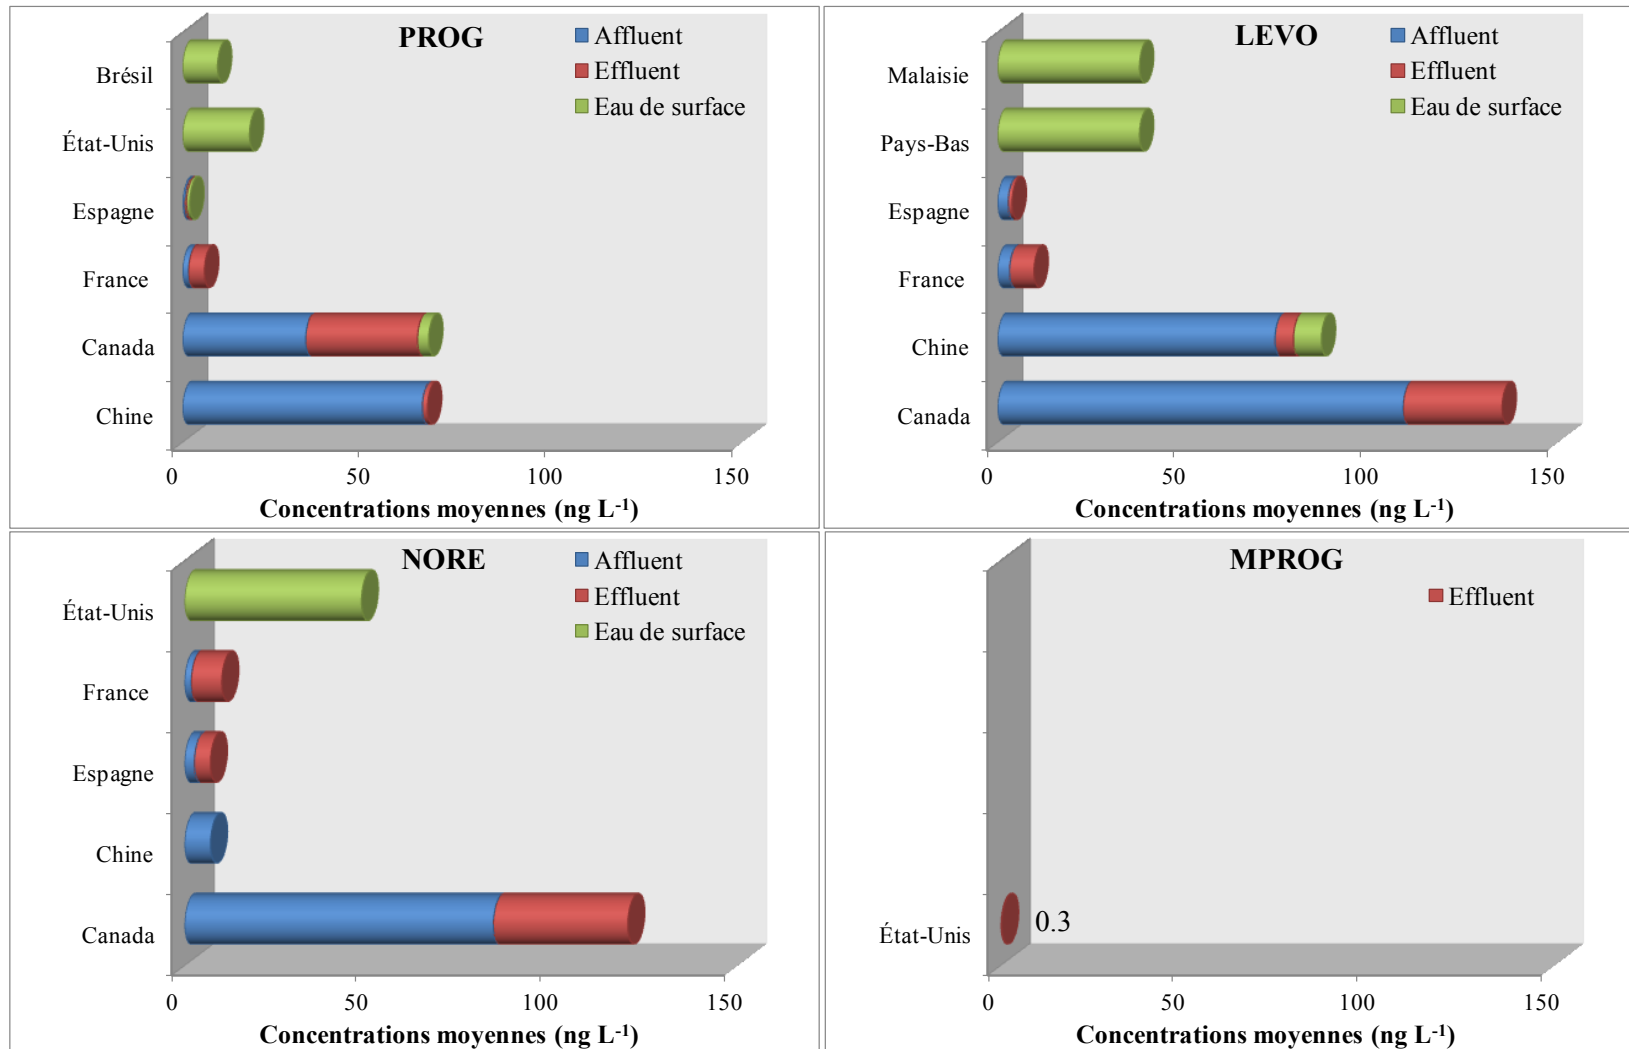 PROG
Affluent
Effluent
Eau de surface
Brésil
État-Unis
Espagne
France
Canada
Chine
0 50 100 150
Concentrations moyennes (ng L⁻¹)
LEVO
Affluent
Effluent
Eau de surface
Malaisie
Pays-Bas
Espagne
France
Chine
Canada
0 50 100 150
Concentrations moyennes (ng L⁻¹)
NORE
Affluent
Effluent
Eau de surface
État-Unis
France
Espagne
Chine
Canada
0 50 100 150
Concentrations moyennes (ng L⁻¹)
MPROG
Effluent
État-Unis 0.3
0 50 100 150
Concentrations moyennes (ng L⁻¹)